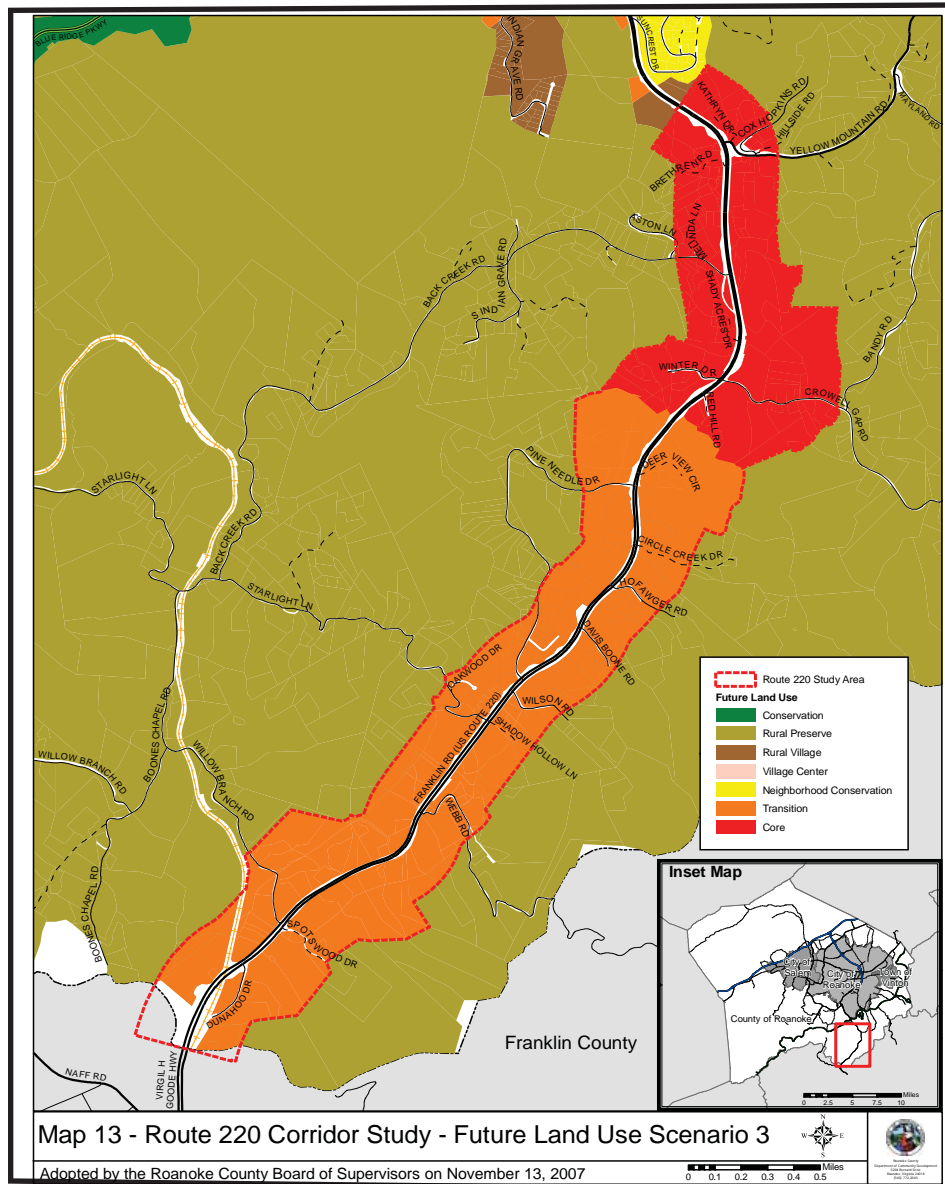 BLUE RIDGE PKWY
INDIAN GRAVE RD
SUNCREST DR
KATHRYN DR
COX HOPKINS RD
HILLSIDE RD
MAYLAND RD
YELLOW MOUNTAIN RD
BRETHREN RD
ASTON LN
MELINDA LN
BACK CREEK RD
S INDIAN GRAVE RD
SHADY ACRES DR
BANDY RD
WINTER DR
CROWELL GAP RD
RED HILL RD
PINE NEEDLE DR
DEER VIEW CIR
STARLIGHT LN
BACK CREEK RD
CIRCLE CREEK DR
STARLIGHT LN
HOFAWGER RD
DAVIS BOONE RD
OAKWOOD DR
WILSON RD
SHADOW HOLLOW LN
FRANKLIN RD (US ROUTE 220)
BOONES CHAPEL RD
WILLOW BRANCH RD
WILLOW BRANCH RD
WEBB RD
BOONES CHAPEL RD
SPOTSWOOD DR
DUNAHOO DR
VIRGIL H
GOODE HWY
NAFF RD
Franklin County
Route 220 Study Area
Future Land Use
Conservation
Rural Preserve
Rural Village
Village Center
Neighborhood Conservation
Transition
Core
Inset Map
City of
Salem
City of
Roanoke
Town of
Vinton
County of Roanoke
Miles
0 2.5 5 7.5 10
Map 13 - Route 220 Corridor Study - Future Land Use Scenario 3
N
W E
S
Adopted by the Roanoke County Board of Supervisors on November 13, 2007
Miles
0 0.1 0.2 0.3 0.4 0.5
Roanoke County
Department of Community Development